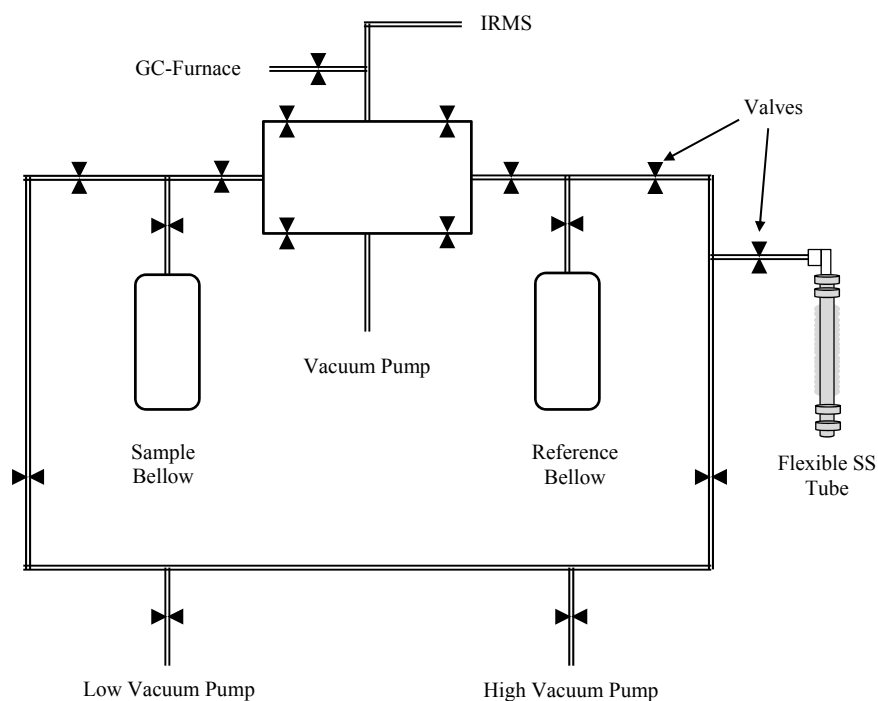 IRMS
GC-Furnace
Valves
Vacuum Pump
Sample
Bellow
Reference
Bellow
Flexible SS
Tube
Low Vacuum Pump
High Vacuum Pump